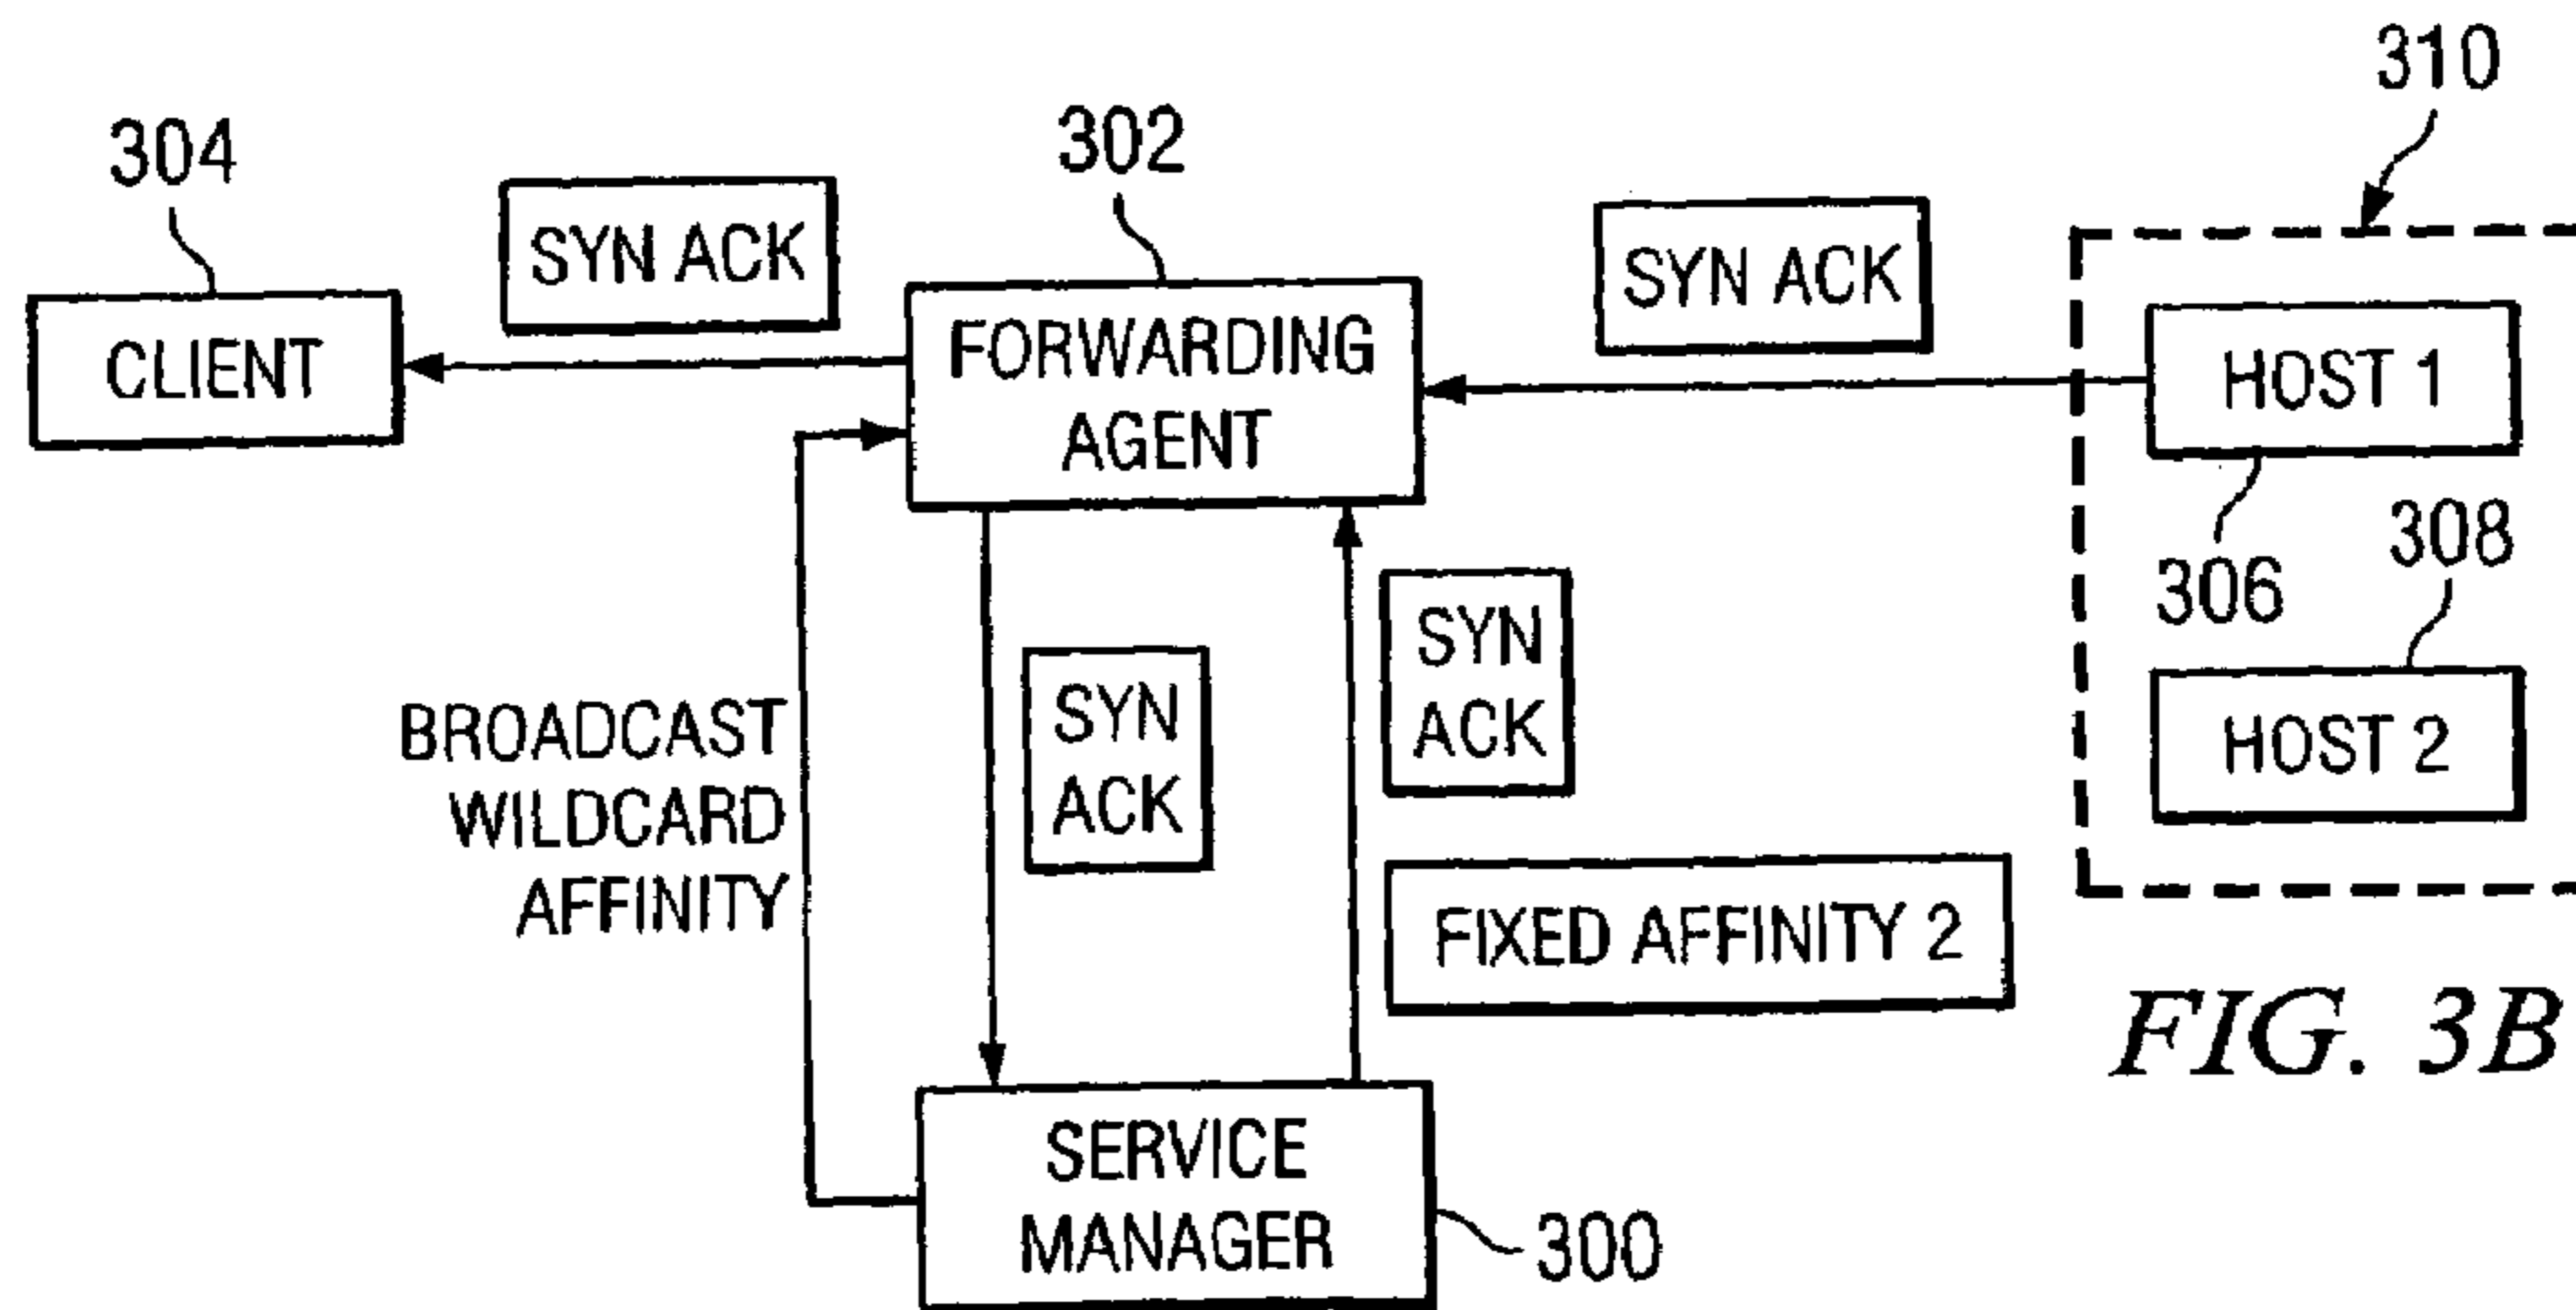 310
304
302
SYN ACK
SYN ACK
CLIENT
FORWARDING
AGENT
HOST 1
306
308
HOST 2
BROADCAST
WILDCARD
AFFINITY
SYN
ACK
SYN
ACK
FIXED AFFINITY 2
SERVICE
MANAGER
300
FIG. 3B